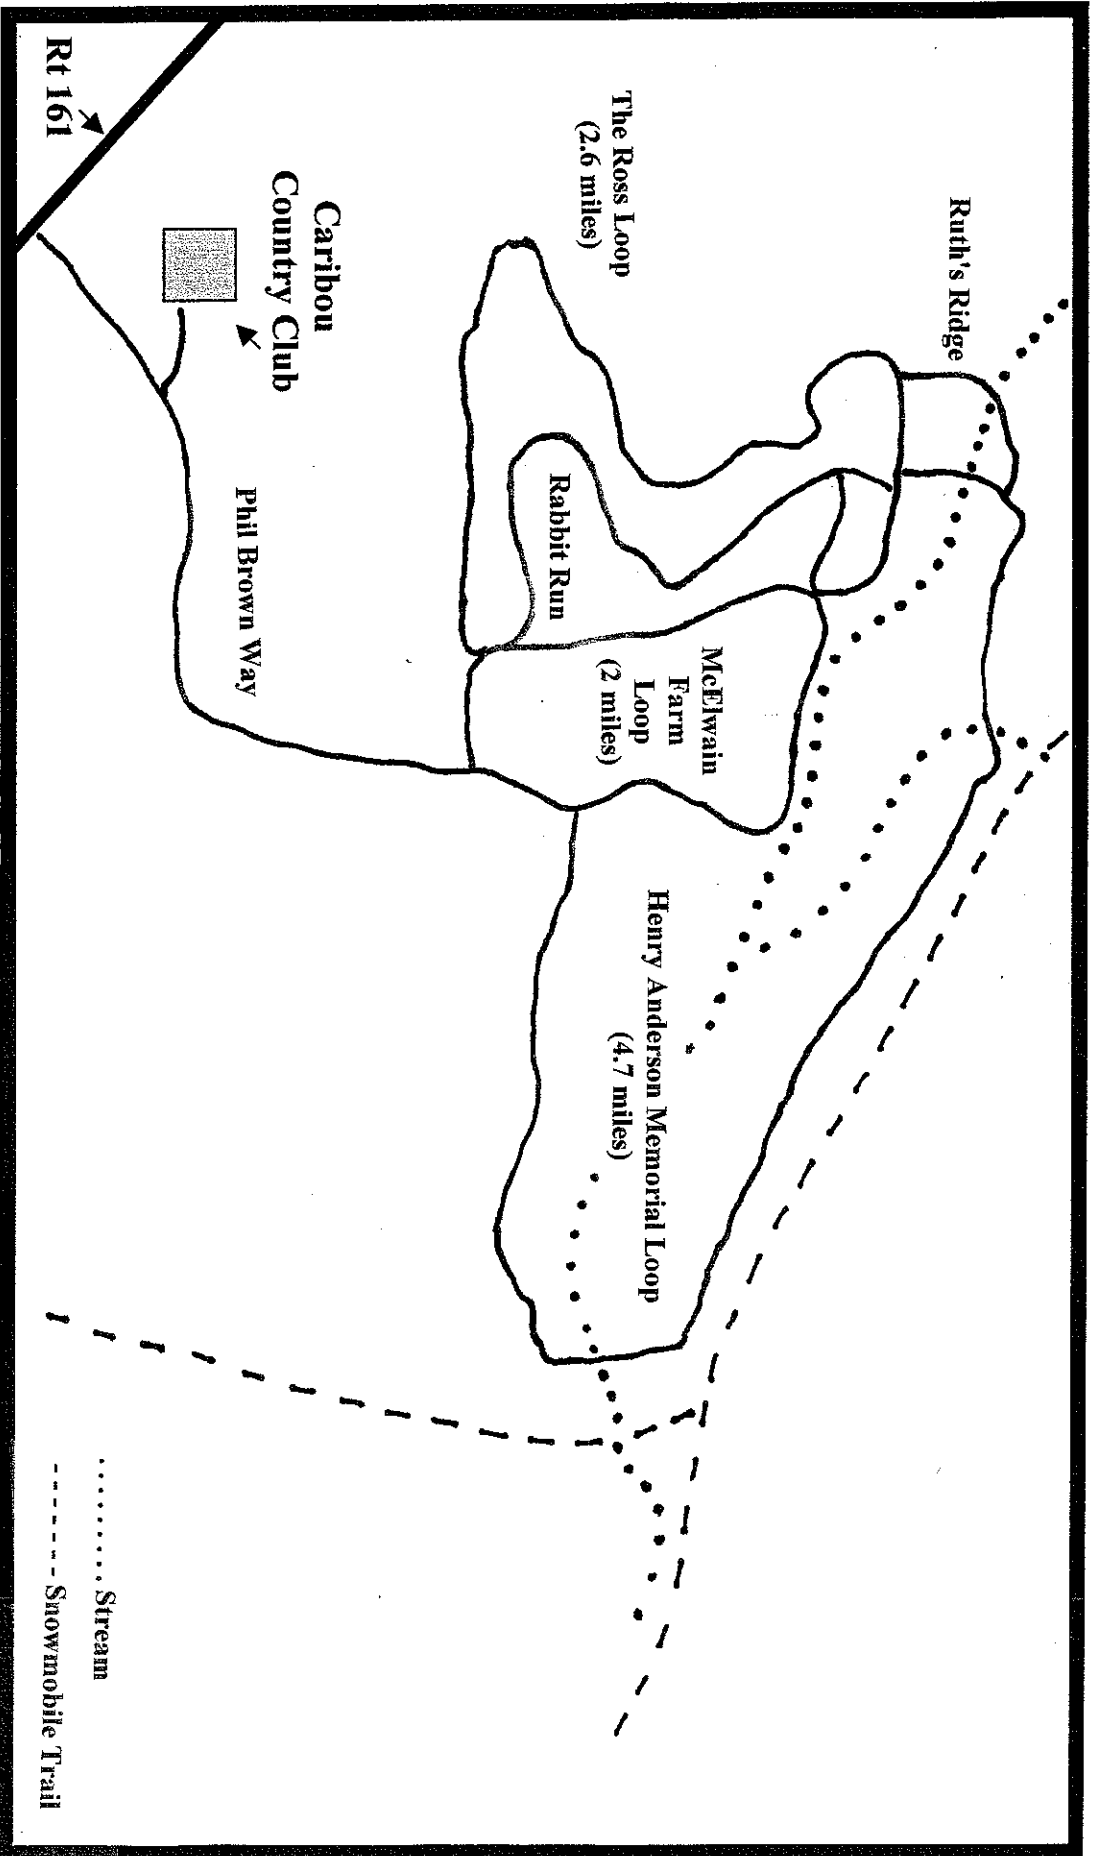 Ruth's Ridge
The Ross Loop
(2.6 miles)
Rabbit Run
McElwain
Farm
Loop
(2 miles)
Henry Anderson Memorial Loop
(4.7 miles)
Caribou
Country Club
Phil Brown Way
Rt 161
Stream
Snowmobile Trail